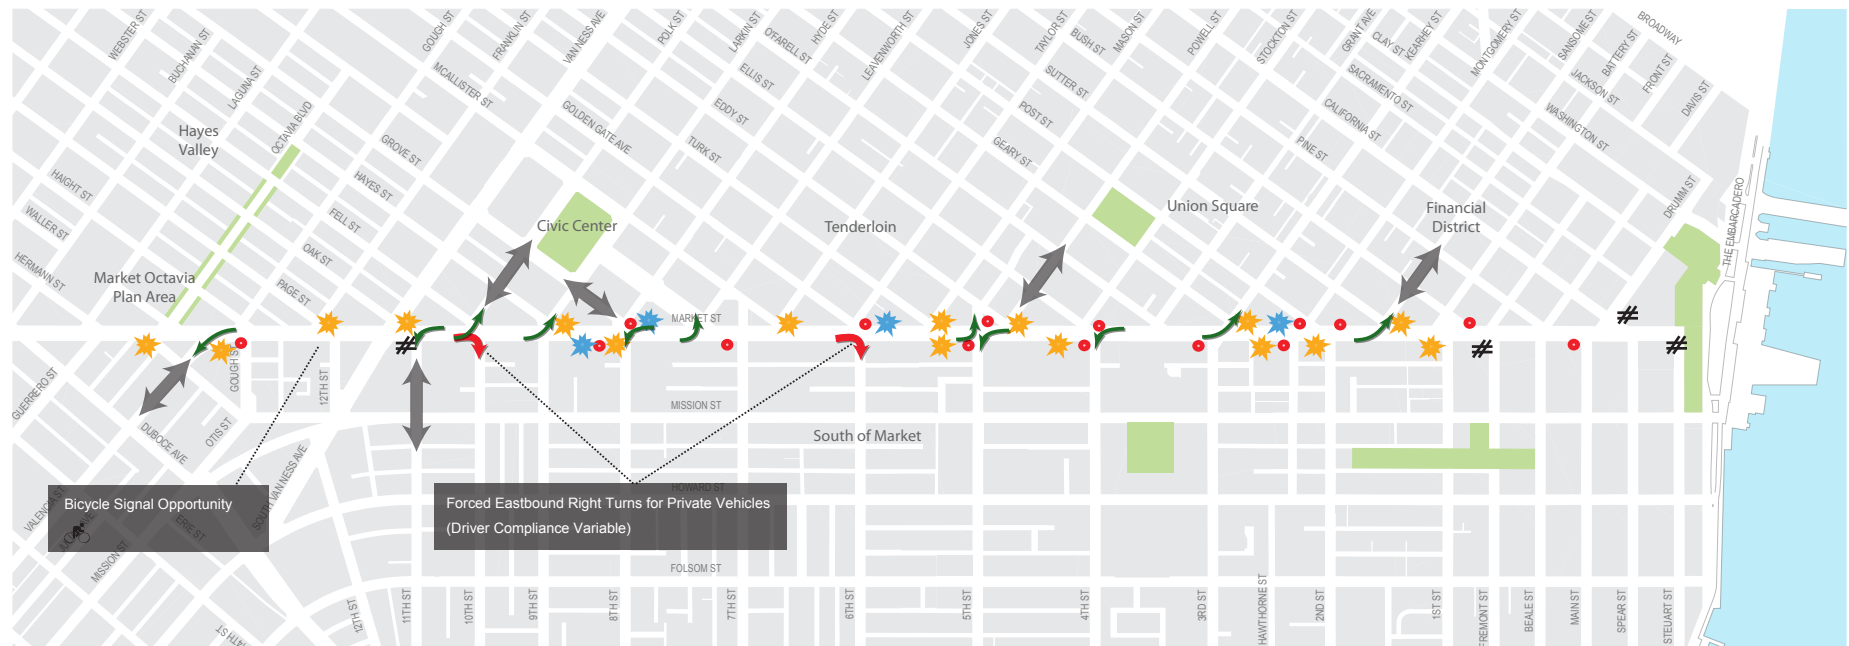 WEBSTER ST
BUCHANAN ST
LAGUNA ST
OCTAVIA BLVD
GOUGH ST
FRANKLIN ST
VAN NESS AVE
POLK ST
LARKIN ST
O'FARELL ST
HYDE ST
LEAVENWORTH ST
JONES ST
TAYLOR ST
BUSH ST
MASON ST
POWELL ST
STOCKTON ST
GRANT AVE
CLAY ST
KEARHEY ST
MONTGOMERY ST
SANSOME ST
BATTERY ST
BROADWAY
FRONT ST
DAVIS ST
JACKSON ST
WASHINGTON ST
SACRAMENTO ST
CALIFORNIA ST
PINE ST
SUTTER ST
POST ST
GEARY ST
ELLIS ST
EDDY ST
TURK ST
GOLDEN GATE AVE
MCALLISTER ST
GROVE ST
HAYES ST
FELL ST
OAK ST
PAGE ST
HAIGHT ST
WALLER ST
HERMANN ST
DRUMM ST
THE EMBARCADERO
Hayes
Valley
Civic Center
Tenderloin
Union Square
Financial
District
Market Octavia
Plan Area
MARKET ST
GOUGH ST
12TH ST
GUERRERO ST
MISSION ST
South of Market
DUBOCE AVE
OTIS ST
SOUTH VAN NESS AVE
VALENCIA ST
Bicycle Signal Opportunity
ERIE ST
MISSION ST
HOWARD ST
Forced Eastbound Right Turns for Private Vehicles
(Driver Compliance Variable)
FOLSOM ST
14TH ST
12TH ST
11TH ST
10TH ST
9TH ST
8TH ST
7TH ST
6TH ST
5TH ST
4TH ST
3RD ST
HAWTHORNE ST
2ND ST
1ST ST
FREMONT ST
BEALE ST
MAIN ST
SPEAR ST
STEUART ST